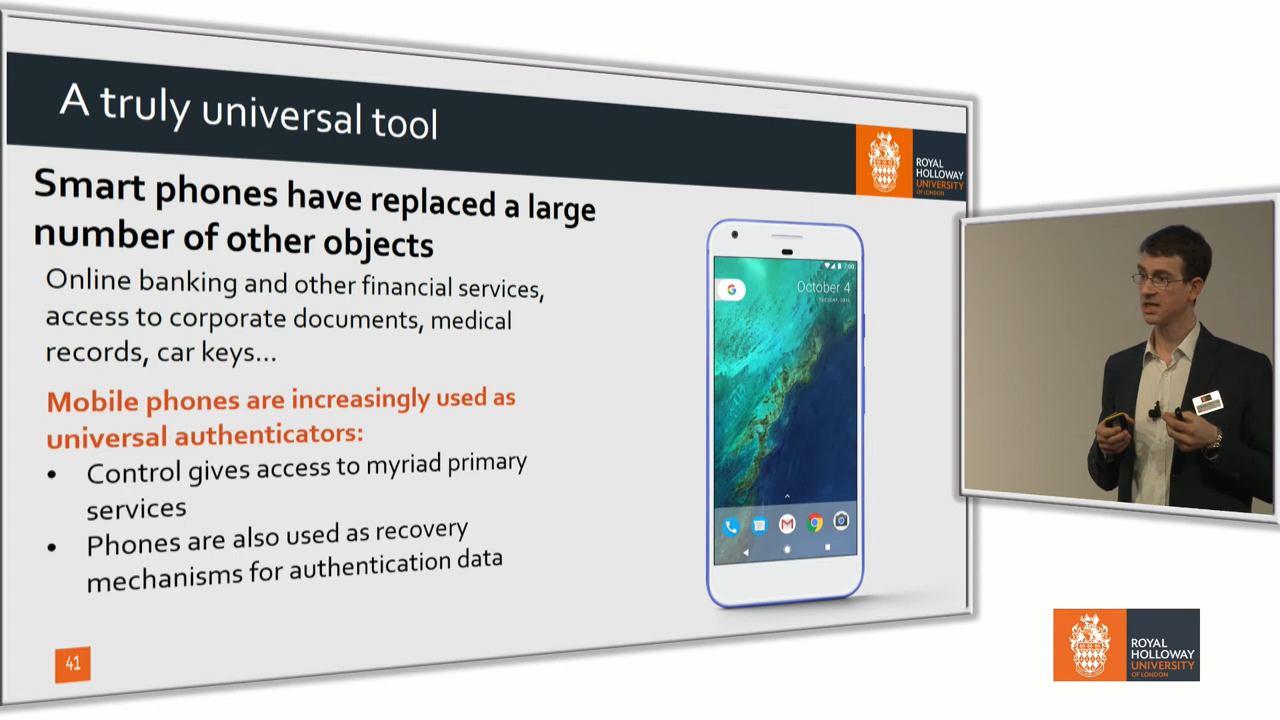 A truly universal tool
ROYAL
HOLLOWAY
UNIVERSITY
OF LONDON
Smart phones have replaced a large
number of other objects
Online banking and other financial services,
access to corporate documents, medical
records, car keys...
Mobile phones are increasingly used as
universal authenticators:
• Control gives access to myriad primary
services
• Phones are also used as recovery
mechanisms for authentication data
G
October 4
41
ROYAL
HOLLOWAY
UNIVERSITY
OF LONDON